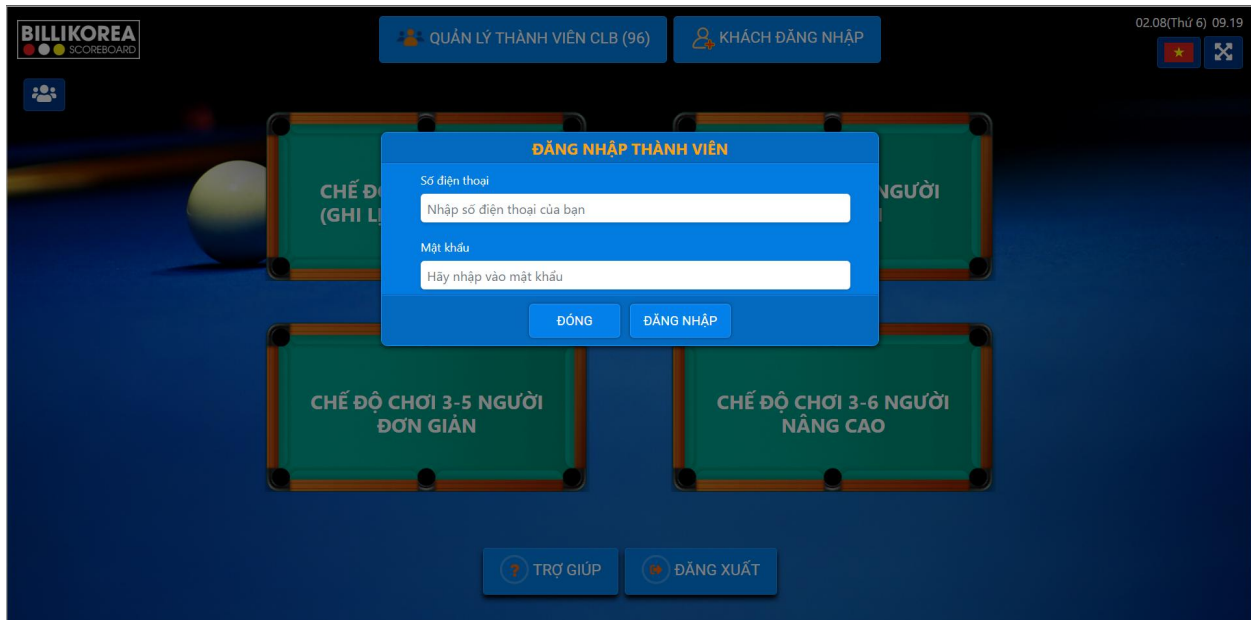 BILLIKOREA
SCOREBOARD
QUẢN LÝ THÀNH VIÊN CLB (96)
KHÁCH ĐĂNG NHẬP
02.08(Thứ 6) 09.19
ĐĂNG NHẬP THÀNH VIÊN
Số điện thoại
Nhập số điện thoại của bạn
Mật khẩu
Hãy nhập vào mật khẩu
ĐÓNG
ĐĂNG NHẬP
CHẾ
(GHI
NGƯỜI
CHẾ ĐỘ CHƠI 3-5 NGƯỜI
ĐƠN GIẢN
CHẾ ĐỘ CHƠI 3-6 NGƯỜI
NÂNG CAO
TRỢ GIÚP
ĐĂNG XUẤT